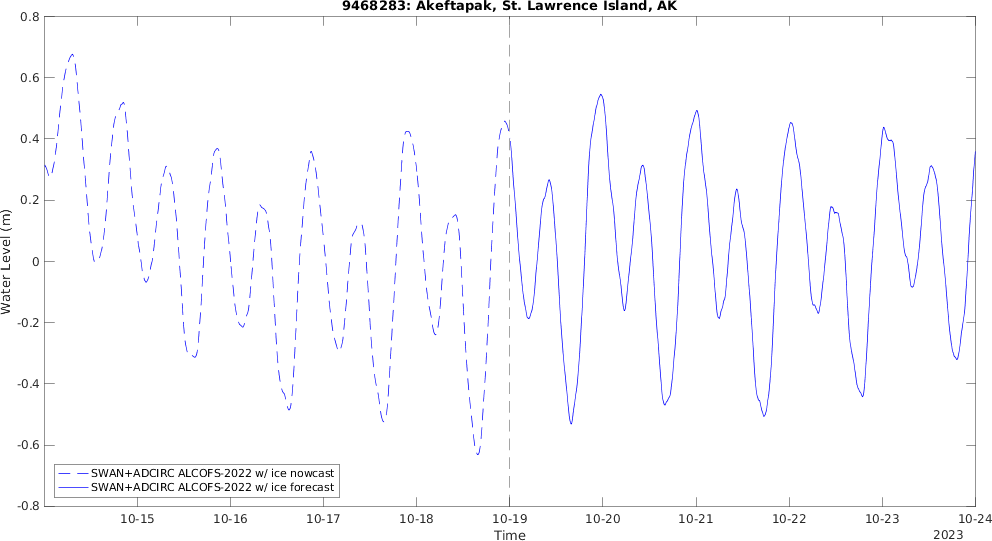 9468283: Akeftapak, St. Lawrence Island, AK
Water Level (m)
0.8
0.6
0.4
0.2
0
-0.2
-0.4
-0.6
-0.8
SWAN+ADCIRC ALCOFS-2022 w/ ice nowcast
SWAN+ADCIRC ALCOFS-2022 w/ ice forecast
10-15 10-16 10-17 10-18 10-19 10-20 10-21 10-22 10-23 10-24
Time
2023